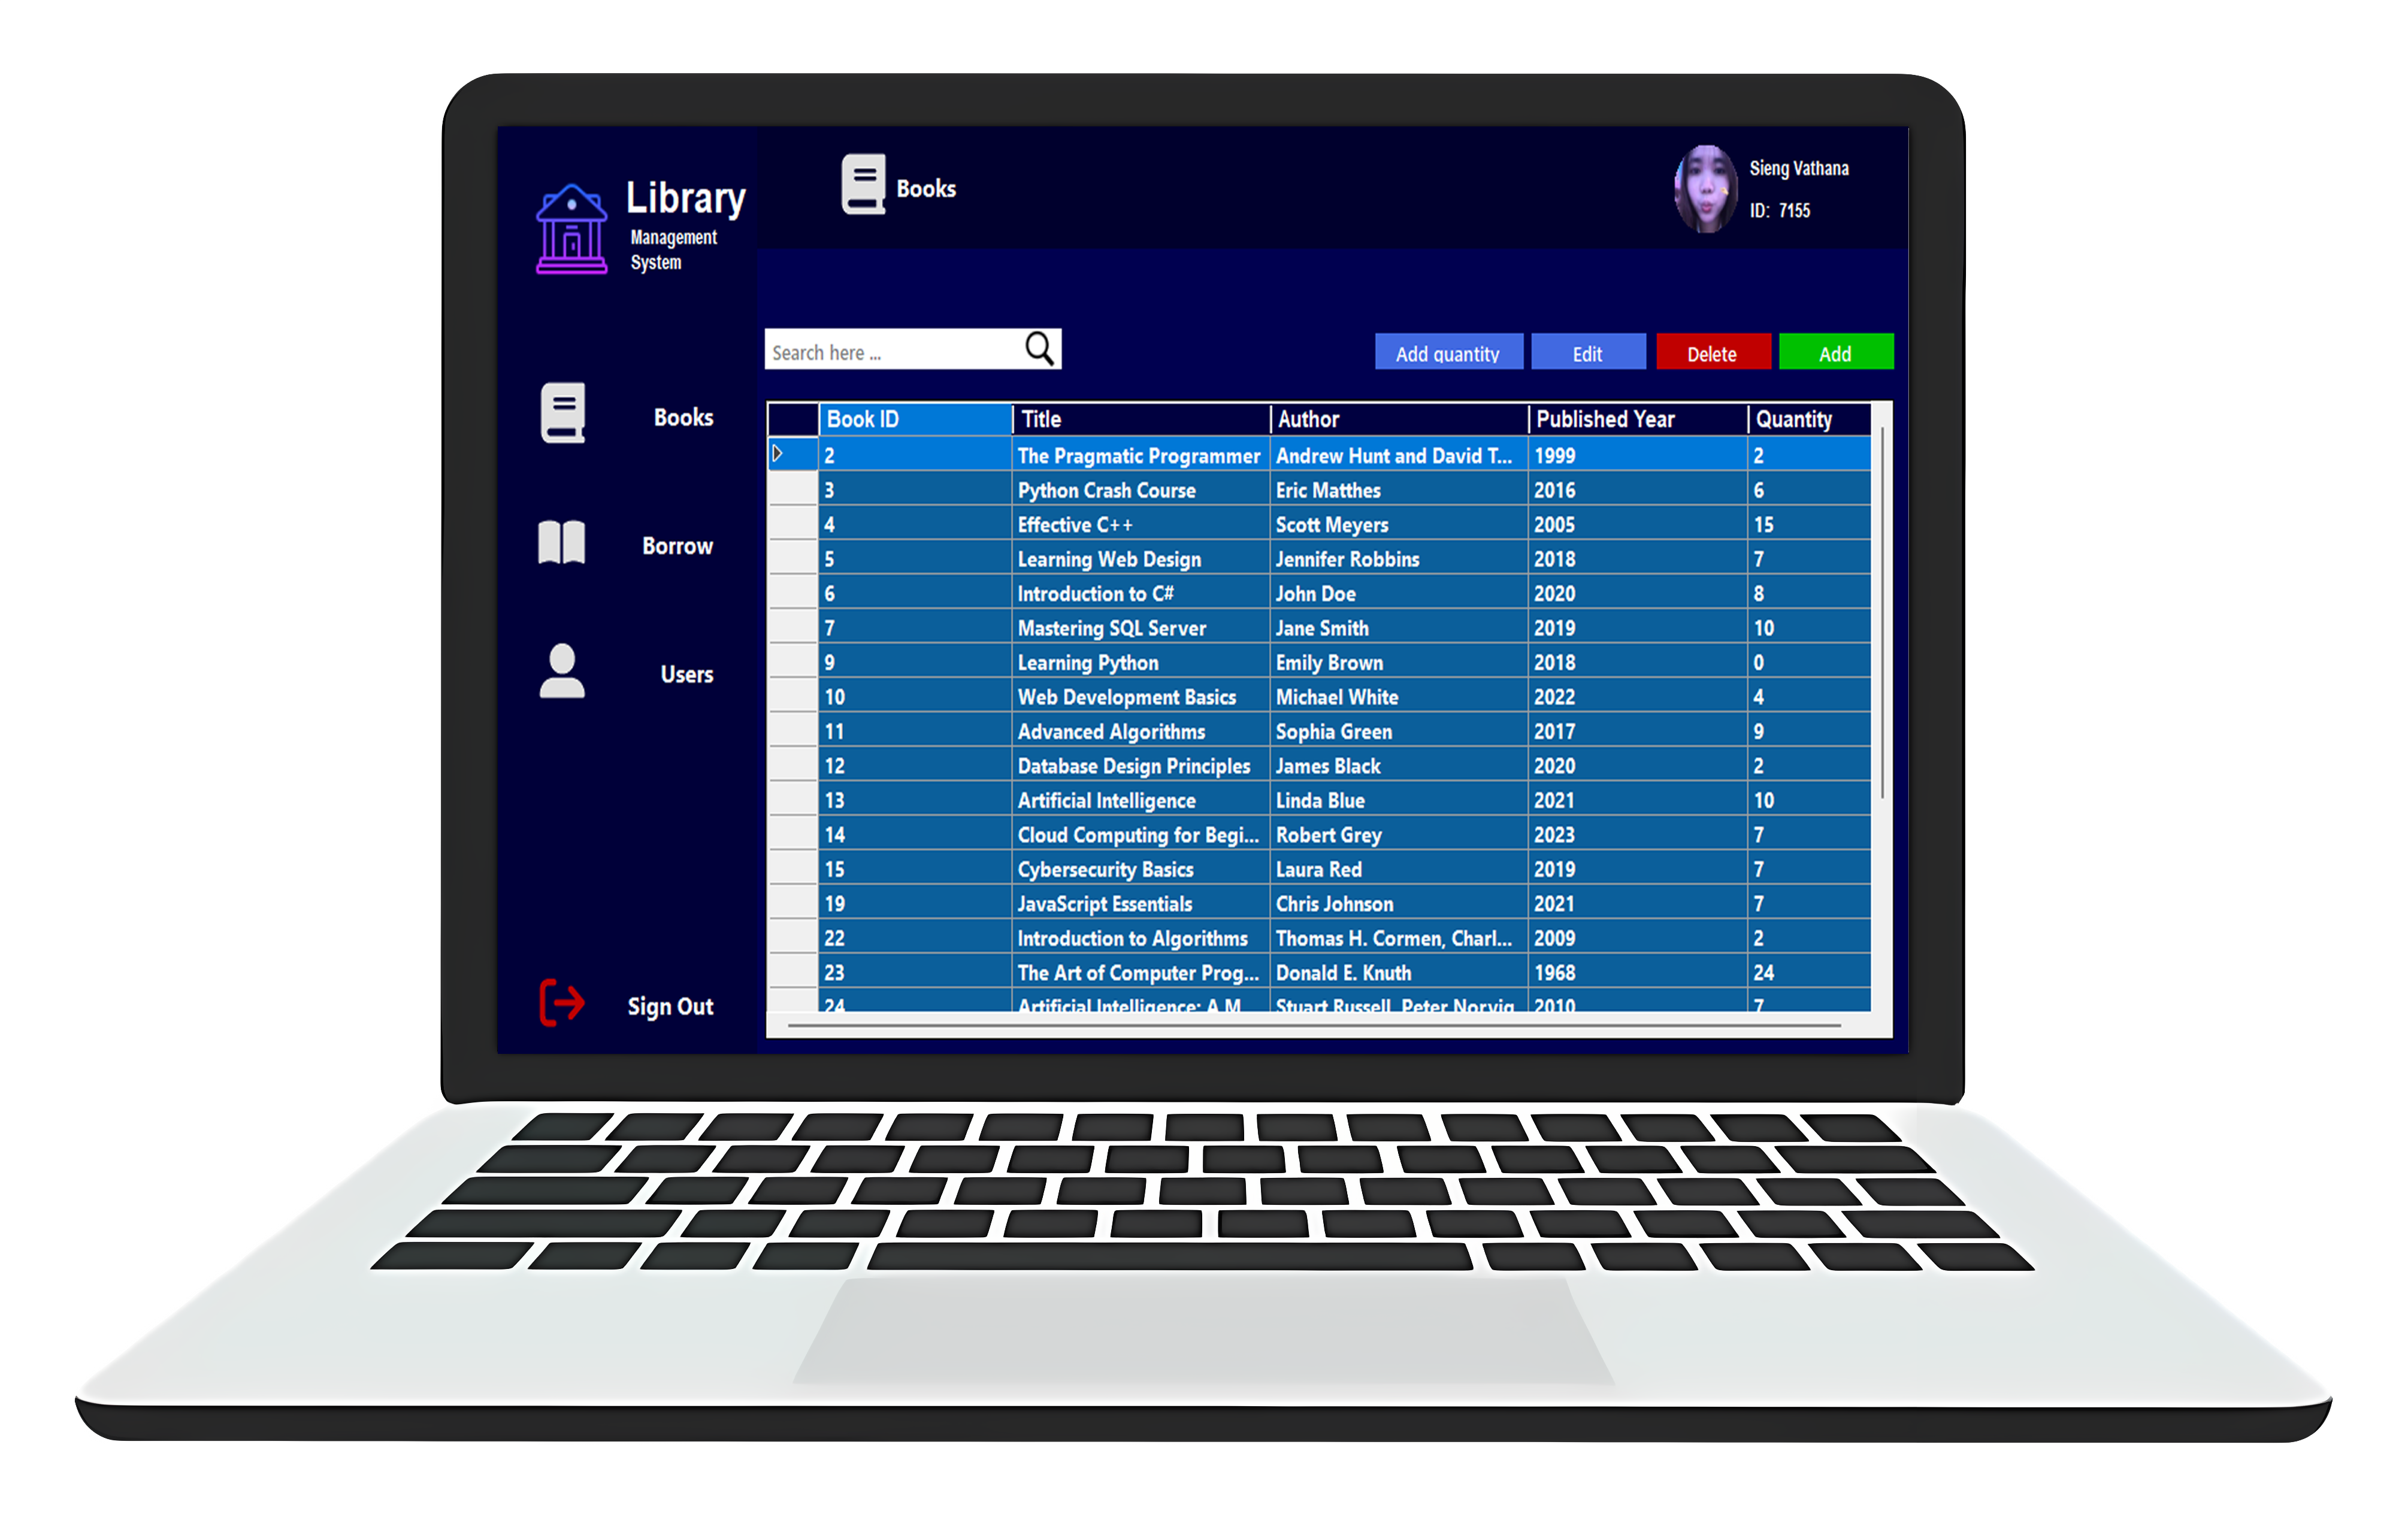 Library
Management
System
Books
Sieng Vathana
ID: 7155
Search here ...
Add quantity
Edit
Delete
Add
Books
Borrow
Users
Sign Out
Book ID Title Author Published Year Quantity
2 The Pragmatic Programmer Andrew Hunt and David T... 1999 2
3 Python Crash Course Eric Matthes 2016 6
4 Effective C++ Scott Meyers 2005 15
5 Learning Web Design Jennifer Robbins 2018 7
6 Introduction to C# John Doe 2020 8
7 Mastering SQL Server Jane Smith 2019 10
9 Learning Python Emily Brown 2018 0
10 Web Development Basics Michael White 2022 4
11 Advanced Algorithms Sophia Green 2017 9
12 Database Design Principles James Black 2020 2
13 Artificial Intelligence Linda Blue 2021 10
14 Cloud Computing for Begi... Robert Grey 2023 7
15 Cybersecurity Basics Laura Red 2019 7
19 JavaScript Essentials Chris Johnson 2021 7
22 Introduction to Algorithms Thomas H. Cormen, Charl... 2009 2
23 The Art of Computer Prog... Donald E. Knuth 1968 24
24 Artificial Intelligence: A M... Stuart Russell, Peter Norvig 2010 7